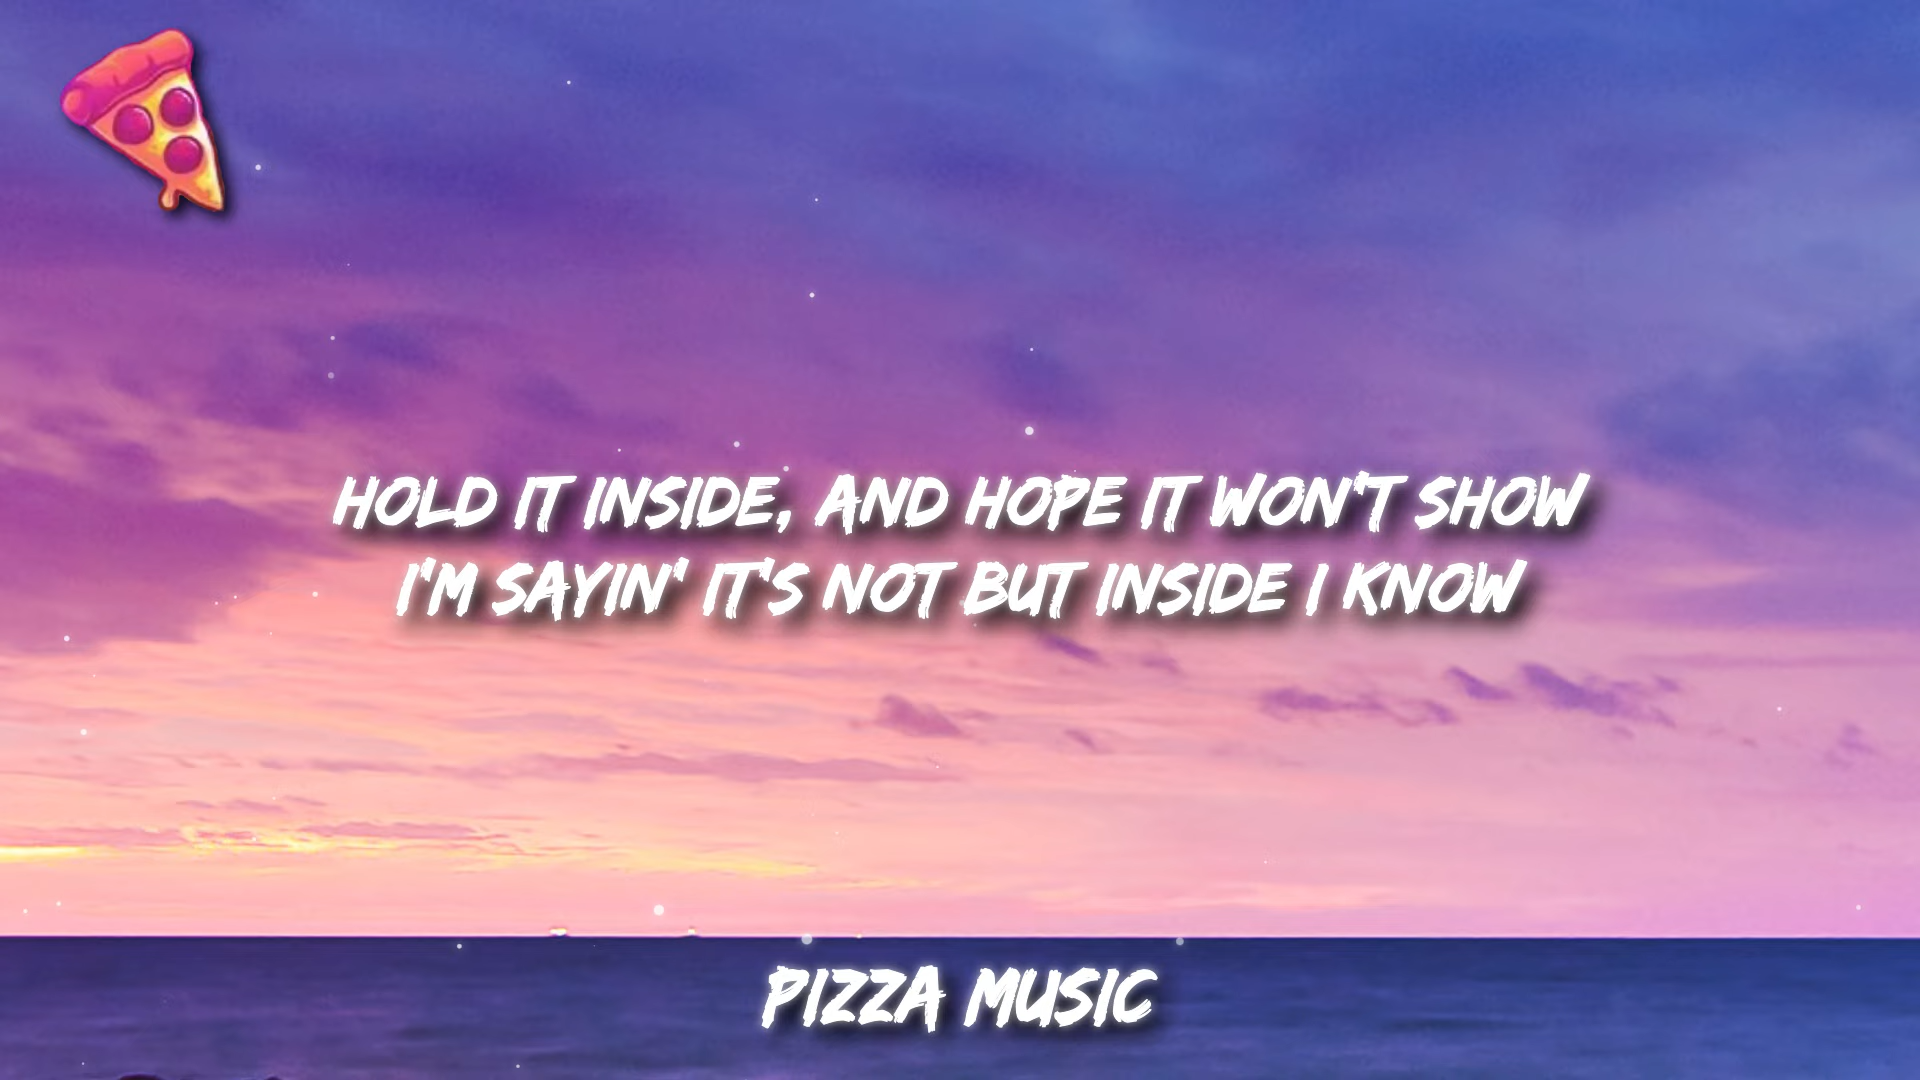 HOLD IT INSIDE, AND HOPE IT WON'T SHOW
I'M SAYIN' IT'S NOT BUT INSIDE I KNOW
PIZZA MUSIC